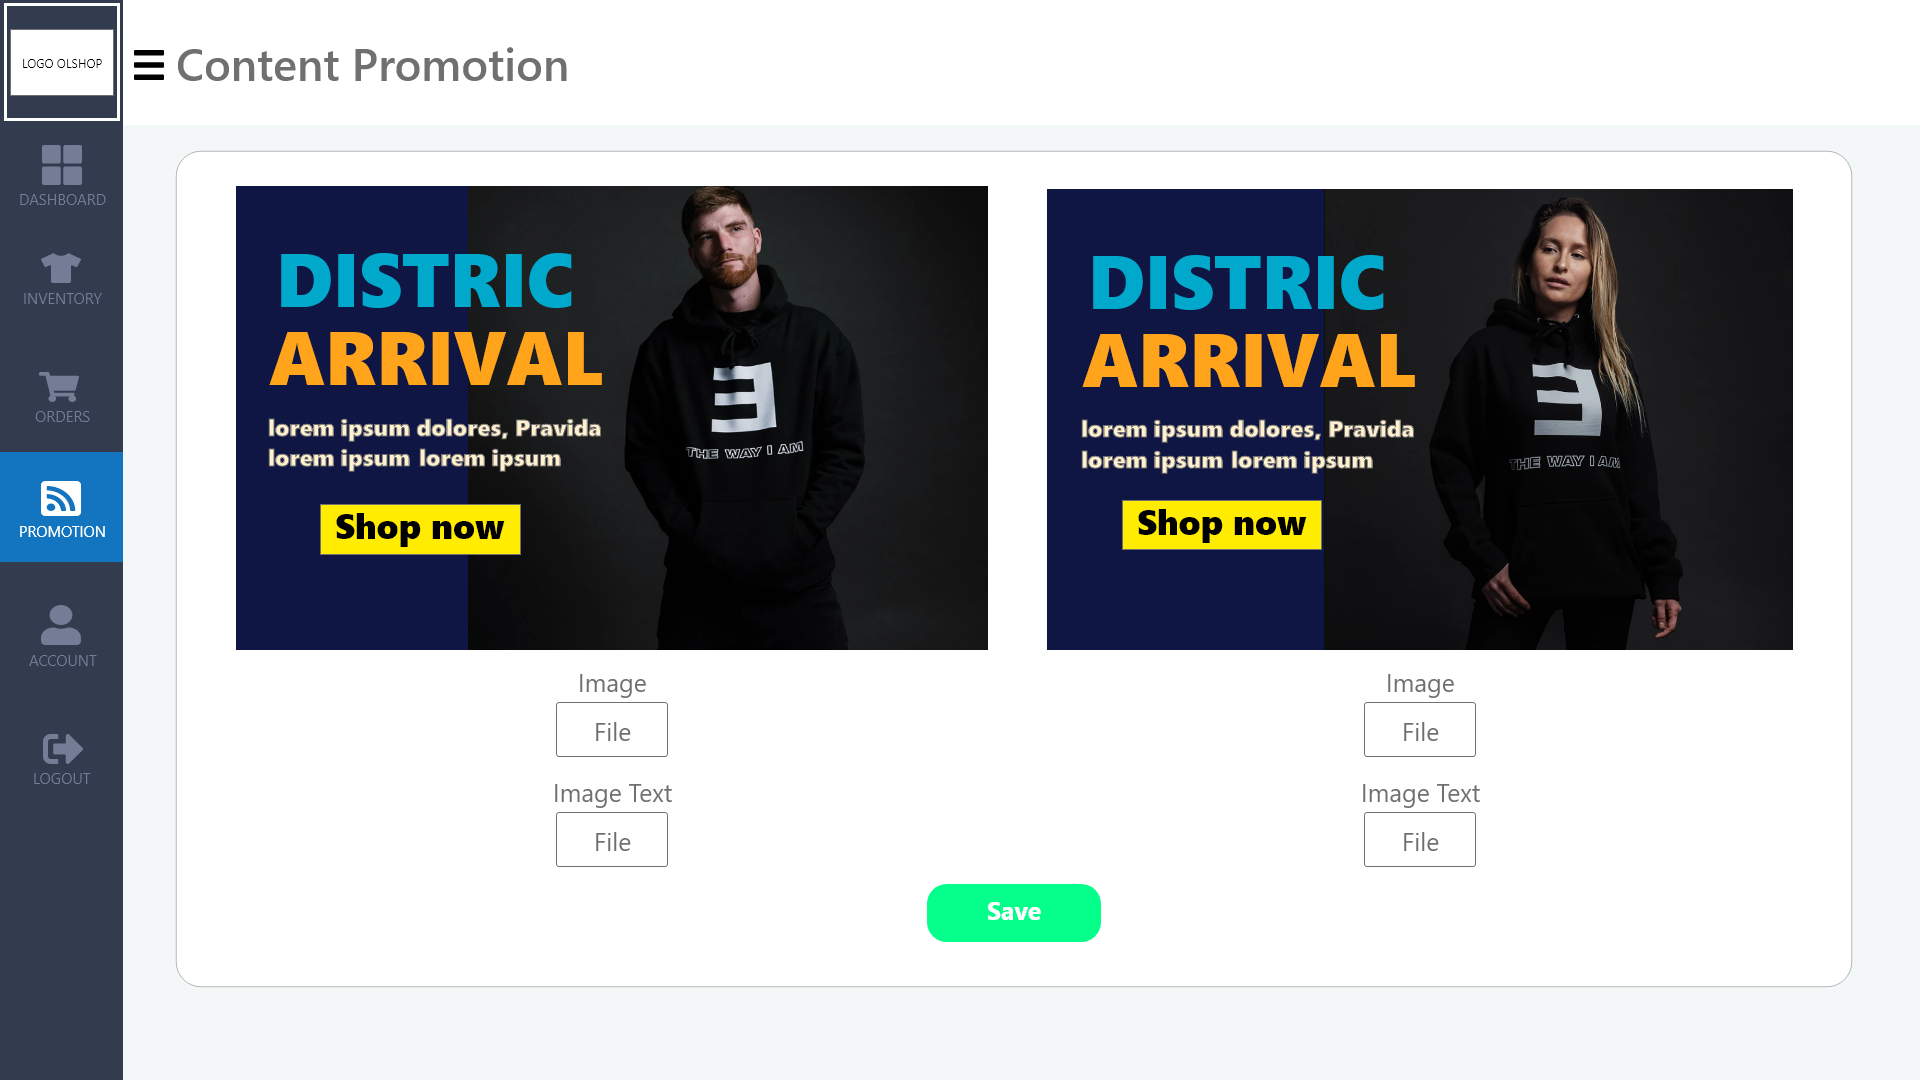 LOGO OLSHOP
Content Promotion
DASHBOARD
INVENTORY
ORDERS
PROMOTION
ACCOUNT
LOGOUT
DISTRIC
ARRIVAL
lorem ipsum dolores, Pravida
lorem ipsum lorem ipsum
Shop now
E
THE WAY I AM
DISTRIC
ARRIVAL
lorem ipsum dolores, Pravida
lorem ipsum lorem ipsum
Shop now
E
THE WAY I AM
Image
File
Image Text
File
Image
File
Image Text
File
Save